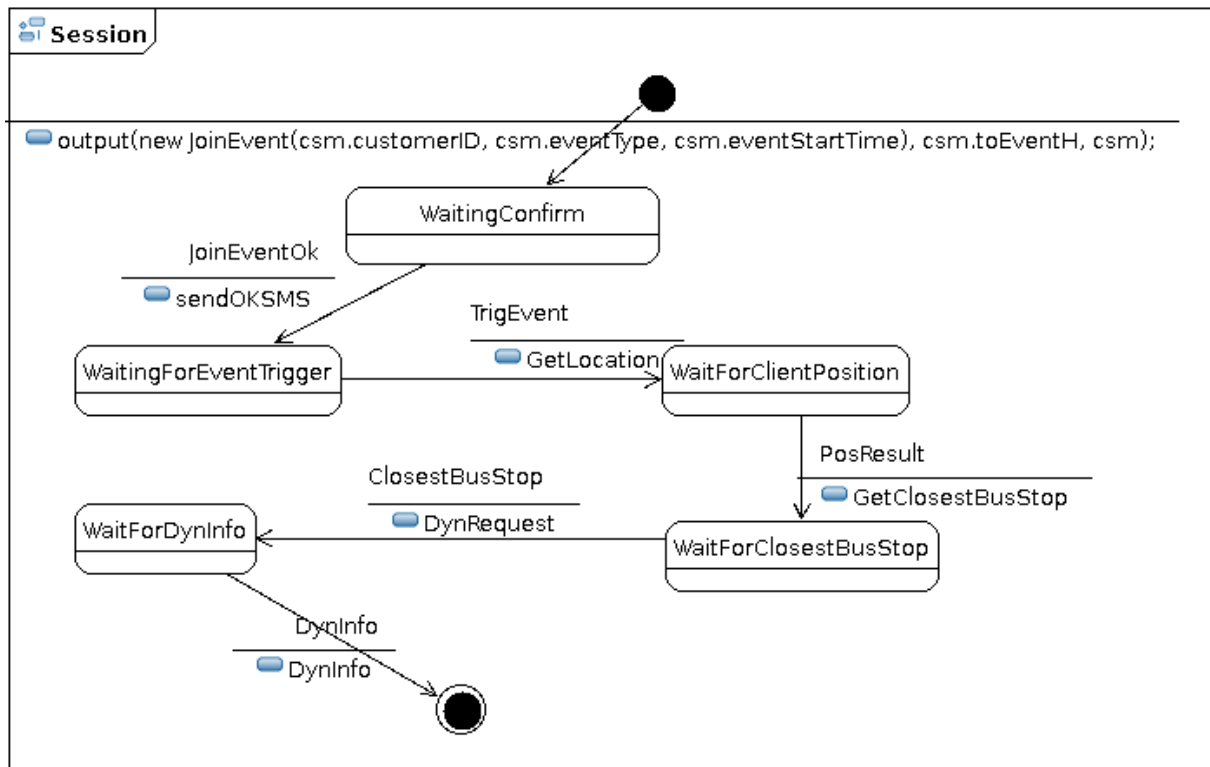 Session
output(new JoinEvent(csm.customerID, csm.eventType, csm.eventStartTime), csm.toEventH, csm);
WaitingConfirm
JoinEventOk
sendOKSMS
TrigEvent
GetLocation
WaitingForEventTrigger
WaitForClientPosition
PosResult
GetClosestBusStop
ClosestBusStop
DynRequest
WaitForDynInfo
WaitForClosestBusStop
DynInfo
DynInfo